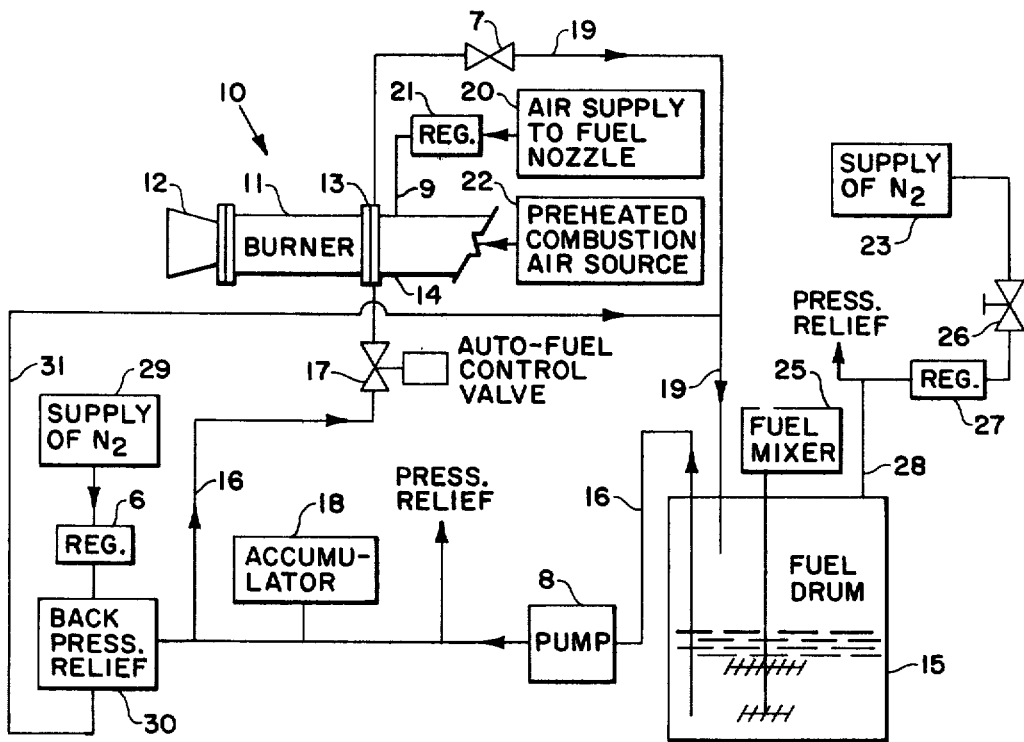 7
19
10
21
20
AIR SUPPLY
TO FUEL
NOZZLE
REG.
12
11
13
9
22
SUPPLY
OF N2
23
BURNER
PREHEATED
COMBUSTION
AIR SOURCE
14
PRESS.
RELIEF
26
31
29
17
AUTO-FUEL
CONTROL
VALVE
19
25
REG.
27
SUPPLY
OF N2
FUEL
MIXER
28
16
PRESS.
RELIEF
16
6
18
REG.
ACCUMU-
LATOR
8
FUEL
DRUM
BACK
PRESS.
RELIEF
PUMP
15
30